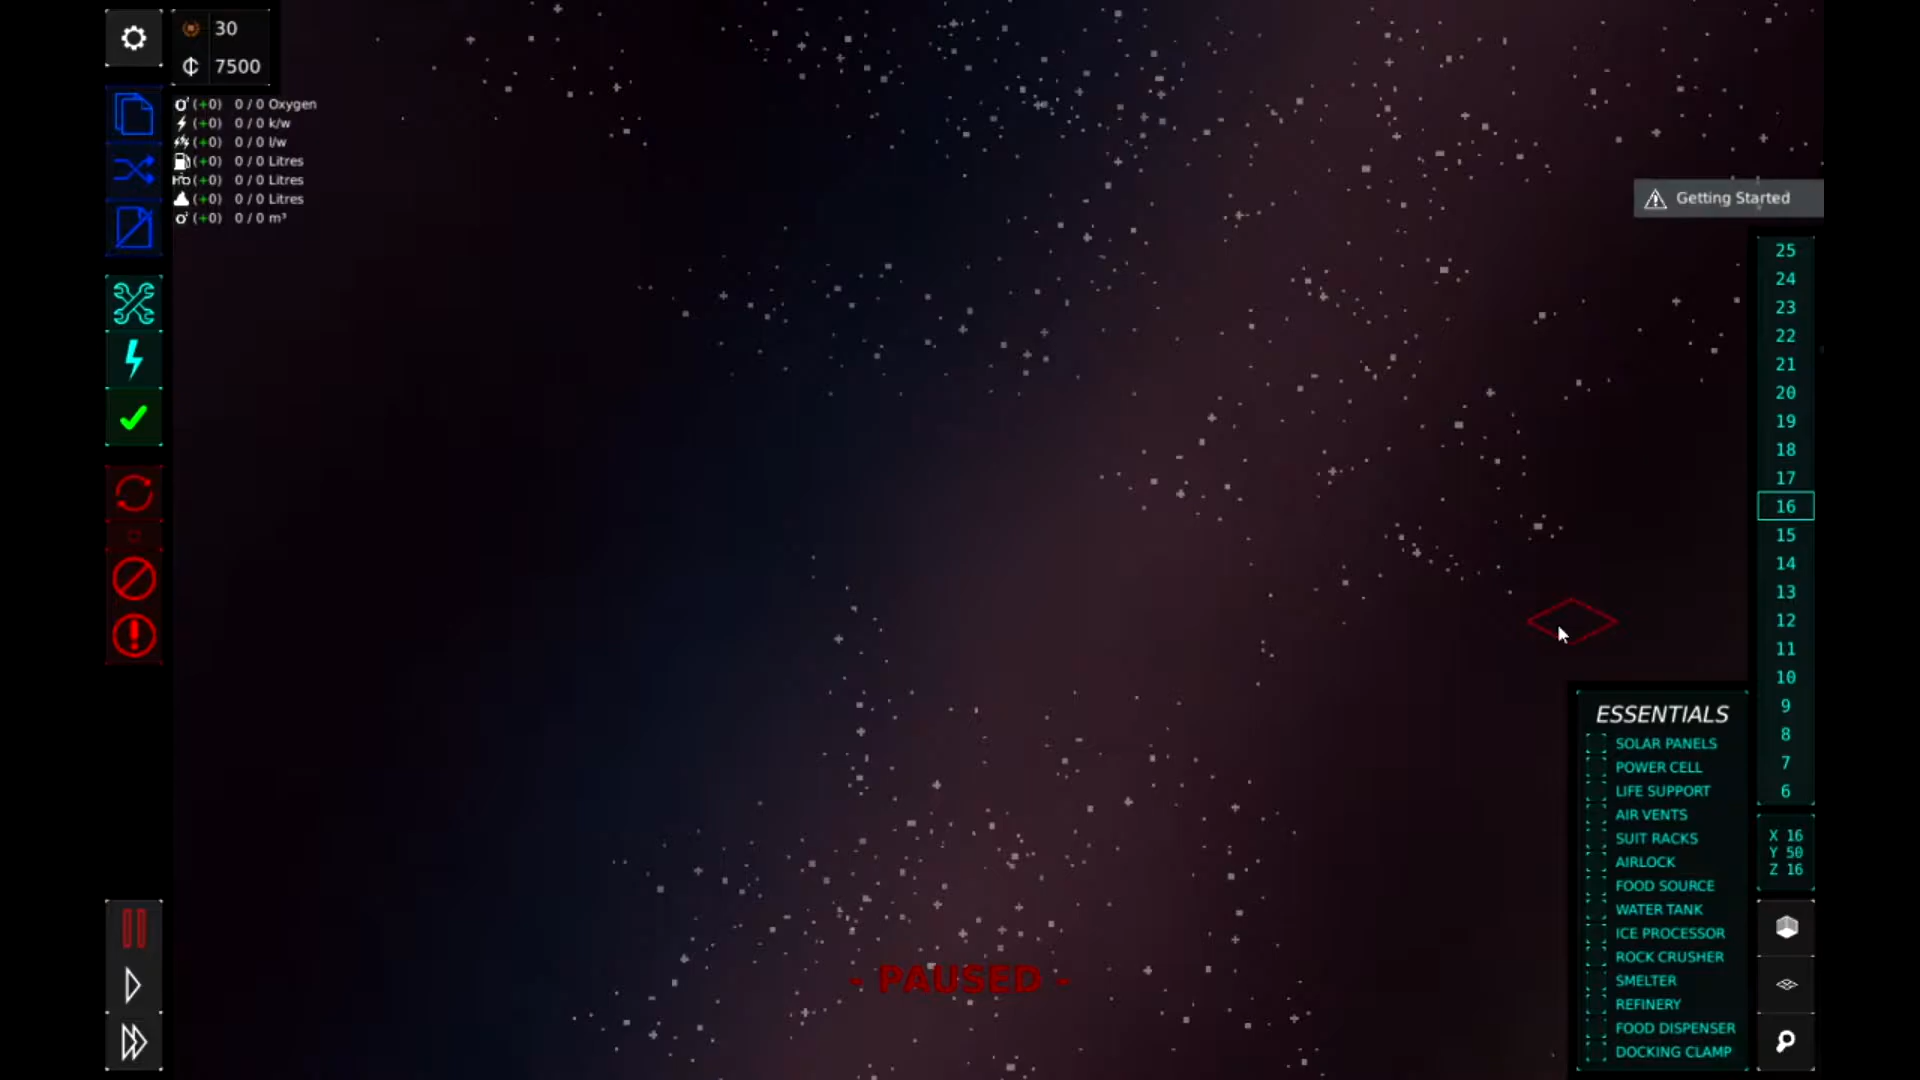 30
₵ 7500
(+0) 0 / 0 Oxygen
(+0) 0 / 0 k/w
(+0) 0 / 0 l/w
(+0) 0 / 0 Litres
(+0) 0 / 0 Litres
(+0) 0 / 0 Litres
(+0) 0 / 0 m³
Getting Started
25
24
23
22
21
20
19
18
17
16
15
14
13
12
11
10
9
8
7
6
X 16
Y 50
Z 16
ESSENTIALS
SOLAR PANELS
POWER CELL
LIFE SUPPORT
AIR VENTS
SUIT RACKS
AIRLOCK
FOOD SOURCE
WATER TANK
ICE PROCESSOR
ROCK CRUSHER
SMELTER
REFINERY
FOOD DISPENSER
DOCKING CLAMP
- PAUSED -